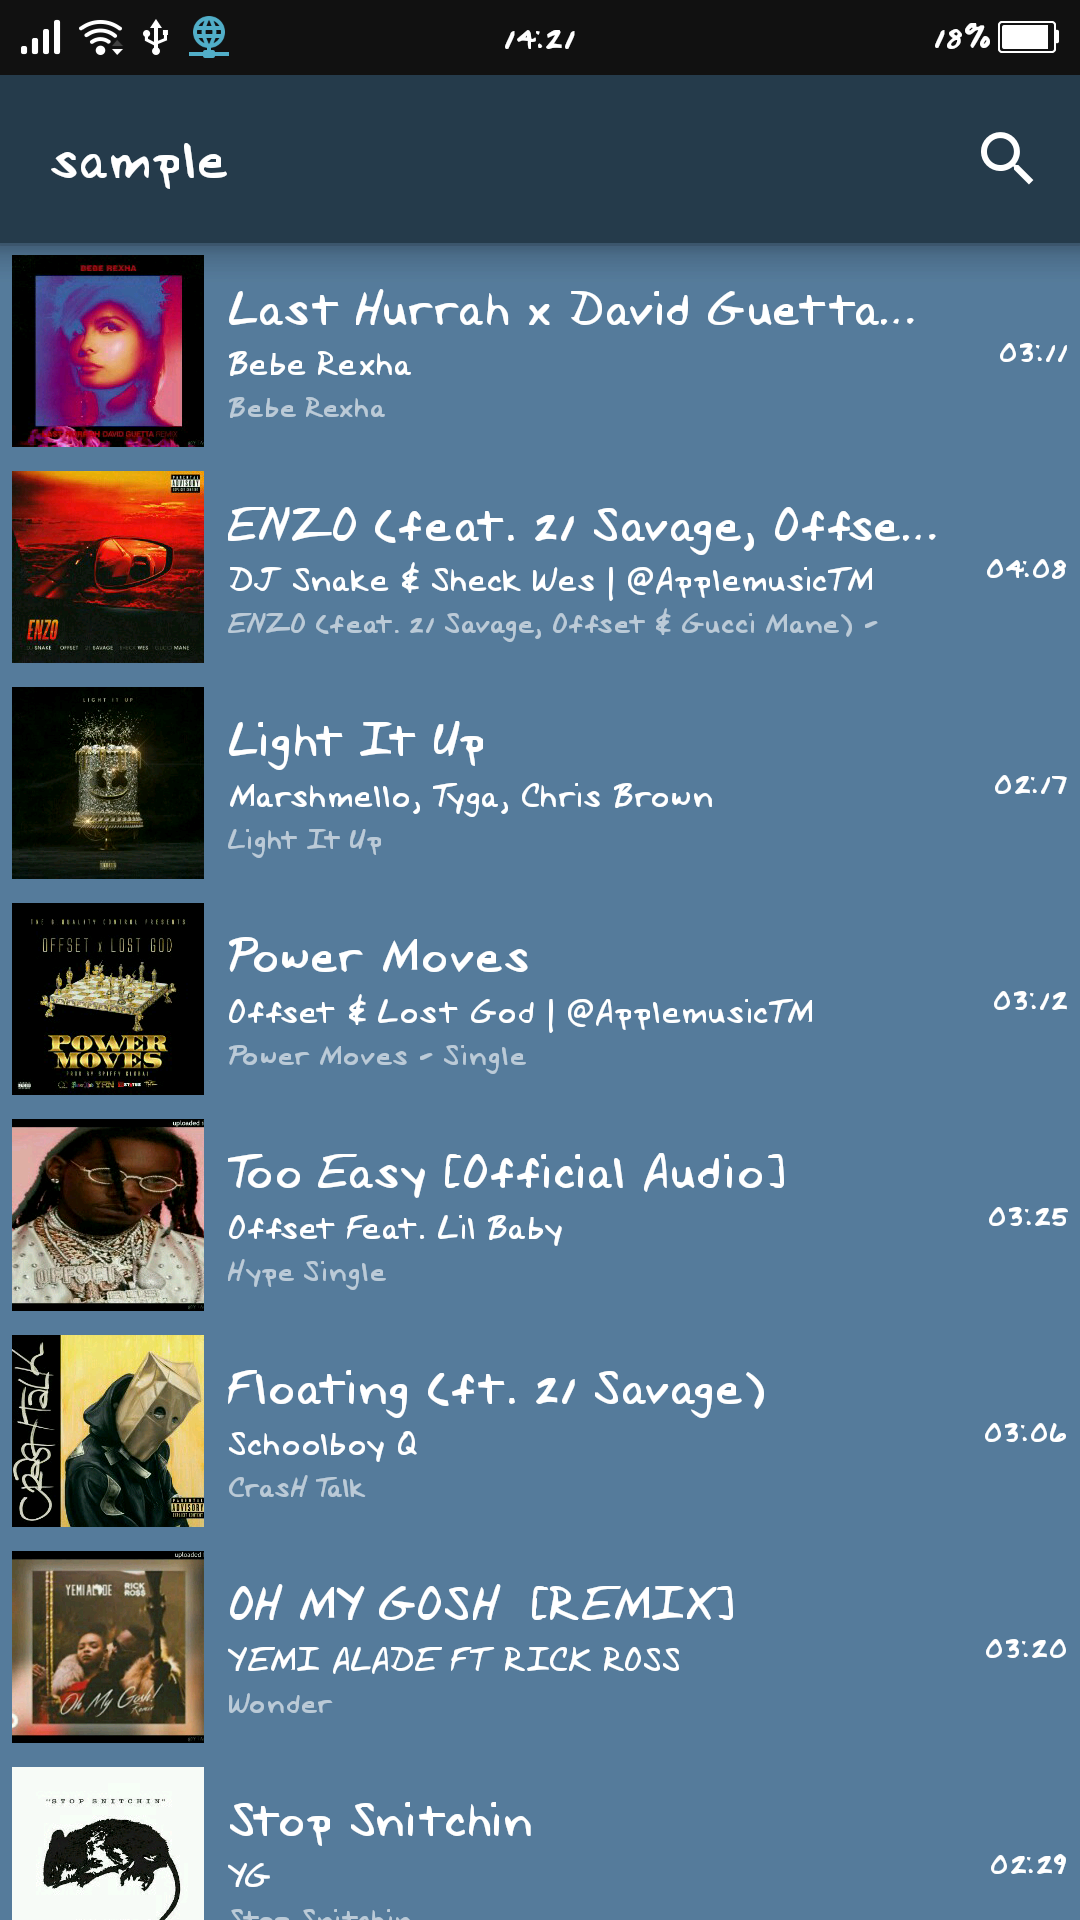 14:21
18%
sample
BEBE REXHA
Last Hurrah x David Guetta...
Bebe Rexha
Bebe Rexha
03:11
ENZO (feat. 21 Savage, Offse...
DJ Snake & Sheck Wes | @ApplemusicTM
ENZO (feat. 21 Savage, Offset & Gucci Mane) -
04:08
ENZO
LIGHT IT UP
Light It Up
Marshmello, Tyga, Chris Brown
Light It Up
02:17
OFFSET x LOST GOD
POWER
MOVES
Power Moves
Offset & Lost God | @ApplemusicTM
Power Moves - Single
03:12
uploaded
OFFSET
Too Easy [Official Audio]
Offset Feat. Lil Baby
Hype Single
03:25
CrasH Talk
Floating (ft. 21 Savage)
Schoolboy Q
CrasH Talk
03:06
uploaded
YEMI ALADE
RICK
ROSS
Oh My Gosh!
Remix
OH MY GOSH [REMIX]
YEMI ALADE FT RICK ROSS
Wonder
03:20
"STOP SNITCHIN"
Stop Snitchin
YG
Stop Snitchin
02:29